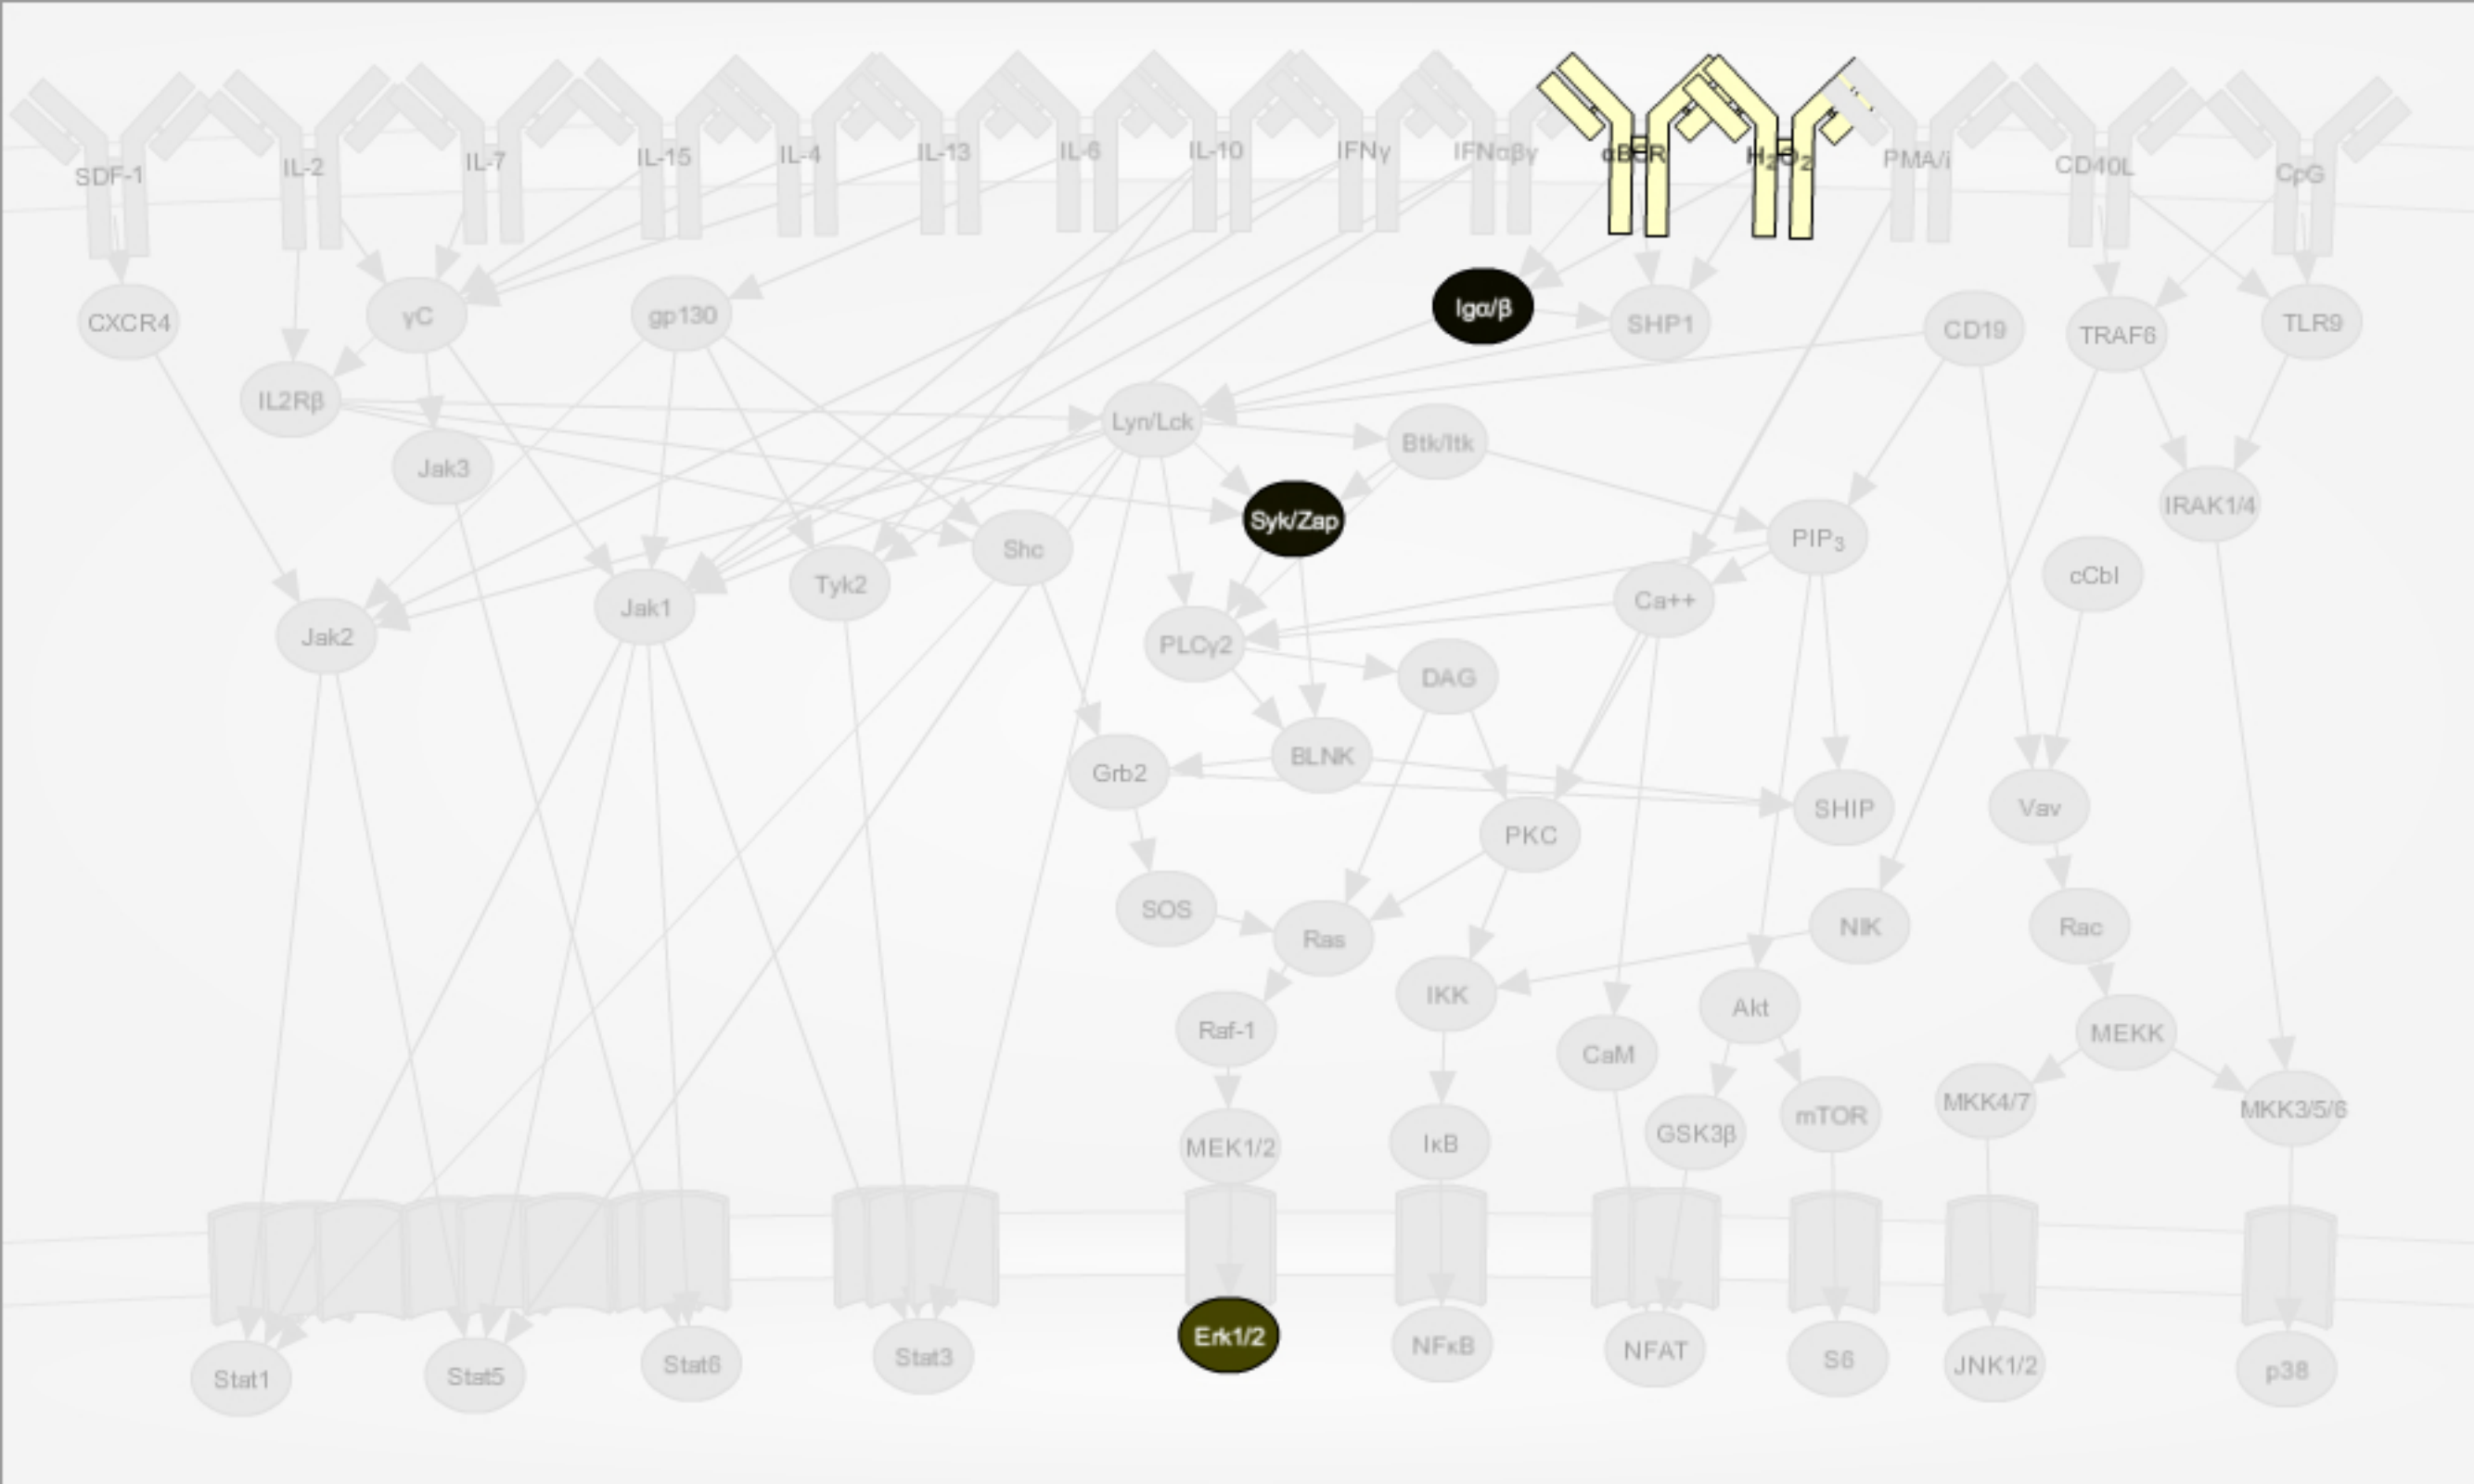 SDF-1
IL-2
IL-7
IL-15
IL-4
IL-13
IL-6
IL-10
IFNγ
IFNαβγ
αBCR
H₂O₂
PMA/i
CD40L
CpG
CXCR4
γC
gp130
Igα/β
SHP1
CD19
TRAF6
TLR9
IL2Rβ
Lyn/Lck
Btk/Itk
Jak3
IRAK1/4
Syk/Zap
PIP₃
Shc
cCbl
Tyk2
Ca++
Jak1
Jak2
PLCγ2
DAG
BLNK
Grb2
SHIP
Vav
PKC
SOS
Ras
NIK
Rac
IKK
Akt
Raf-1
MEKK
CaM
MKK4/7
MKK3/5/6
mTOR
GSK3β
IκB
MEK1/2
Erk1/2
NFκB
NFAT
Stat3
S6
Stat6
JNK1/2
p38
Stat5
Stat1